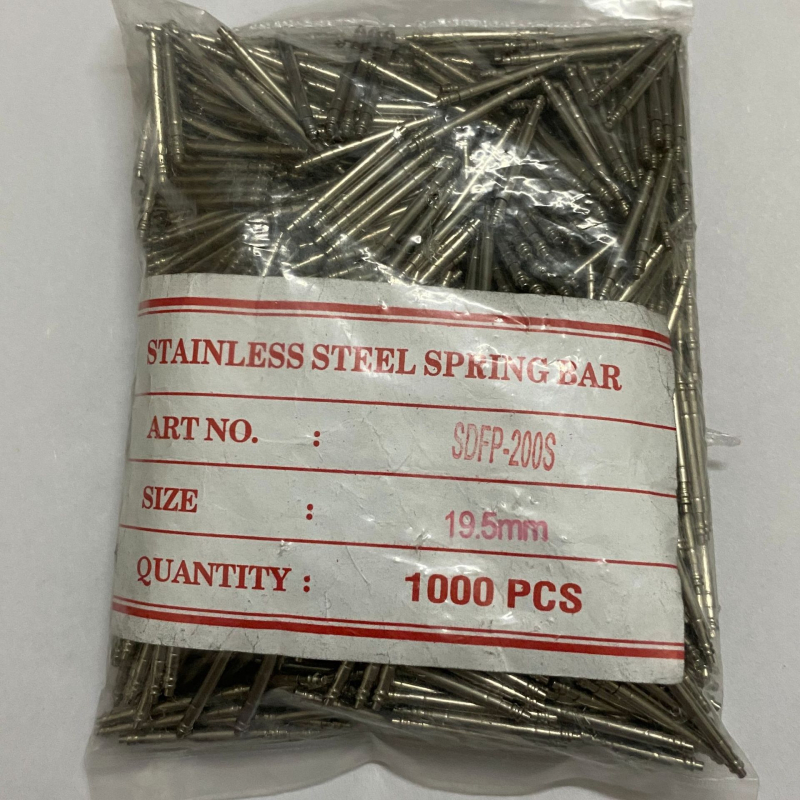 STAINLESS STEEL SPRING BAR
ART NO. : SDFP-200S
SIZE : 19.5mm
QUANTITY : 1000 PCS